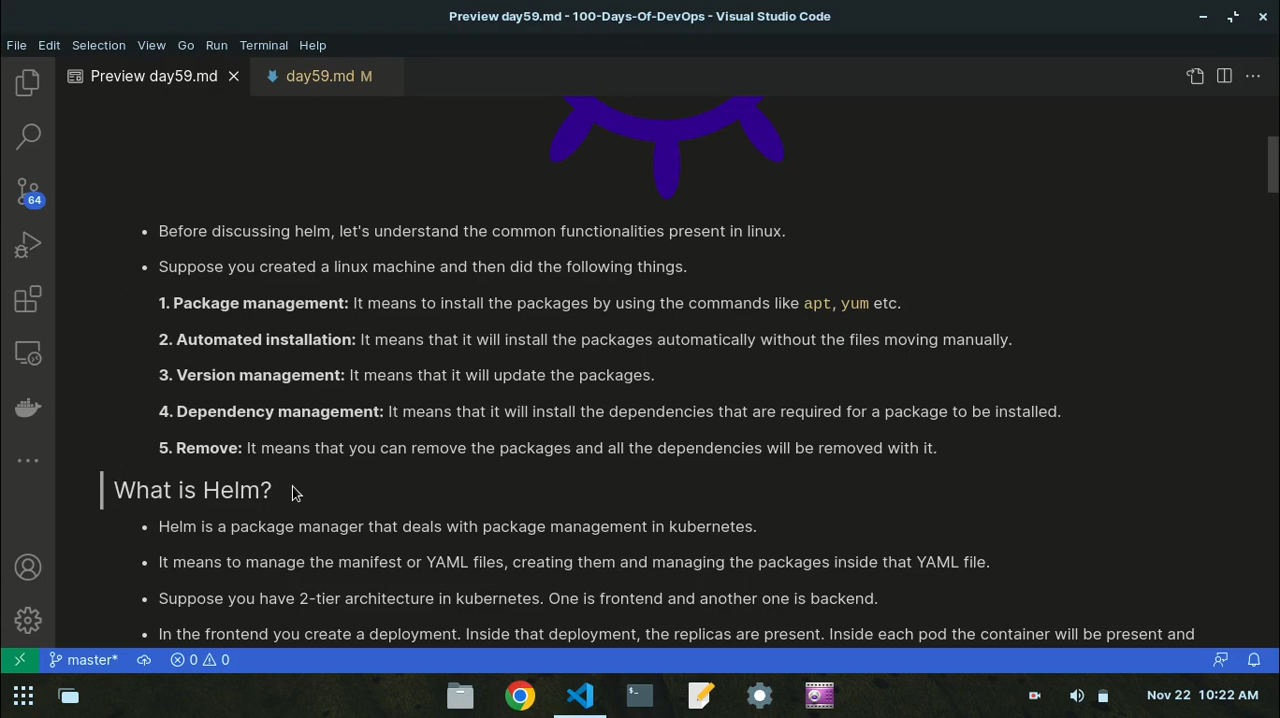 Preview day59.md - 100-Days-Of-DevOps - Visual Studio Code
File Edit Selection View Go Run Terminal Help
Preview day59.md day59.md M
64
Before discussing helm, let's understand the common functionalities present in linux.
Suppose you created a linux machine and then did the following things.
1. Package management: It means to install the packages by using the commands like apt, yum etc.
2. Automated installation: It means that it will install the packages automatically without the files moving manually.
3. Version management: It means that it will update the packages.
4. Dependency management: It means that it will install the dependencies that are required for a package to be installed.
5. Remove: It means that you can remove the packages and all the dependencies will be removed with it.
What is Helm?
Helm is a package manager that deals with package management in kubernetes.
It means to manage the manifest or YAML files, creating them and managing the packages inside that YAML file.
Suppose you have 2-tier architecture in kubernetes. One is frontend and another one is backend.
In the frontend you create a deployment. Inside that deployment, the replicas are present. Inside each pod the container will be present and
master* 0 0
Nov 22 10:22 AM